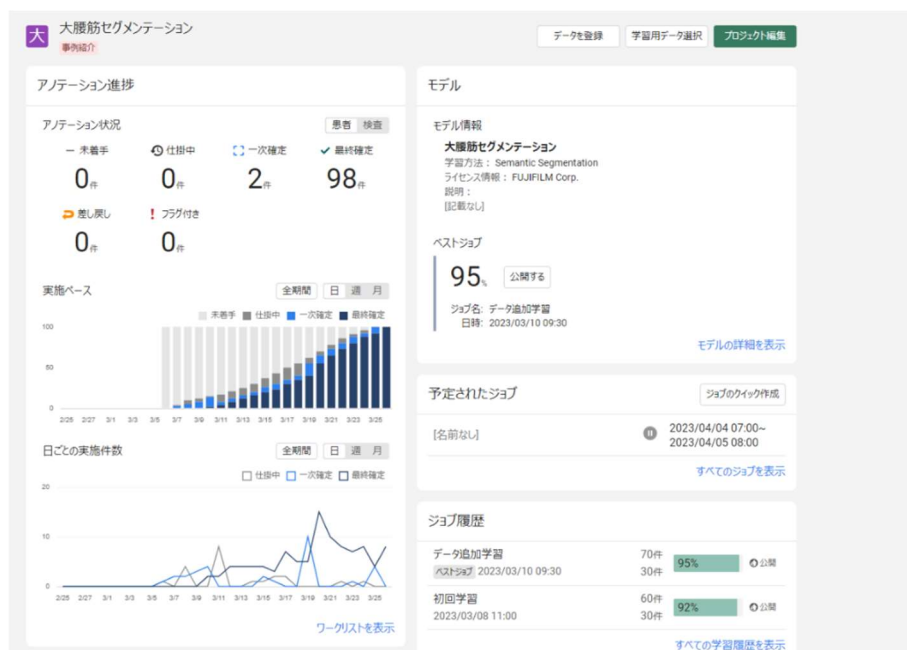 大
大腰筋セグメンテーション
事例紹介
データを登録
学習用データ選択
プロジェクト編集
アノテーション進捗
アノテーション状況
患者 検査
未着手 仕掛中 一次確定 最終確定
0件 0件 2件 98件
差し戻し フラグ付き
0件 0件
実施ペース
全期間 日 週 月
未着手 仕掛中 一次確定 最終確定
100
50
0
2/25 2/27 3/1 3/3 3/5 3/7 3/9 3/11 3/13 3/15 3/17 3/19 3/21 3/23 3/25
日ごとの実施件数
全期間 日 週 月
仕掛中 一次確定 最終確定
20
10
0
2/25 2/27 3/1 3/3 3/5 3/7 3/9 3/11 3/13 3/15 3/17 3/19 3/21 3/23 3/25
ワークリストを表示
モデル
モデル情報
大腰筋セグメンテーション
学習方法: Semantic Segmentation
ライセンス情報: FUJIFILM Corp.
説明:
[記載なし]
ベストジョブ
95% 公開する
ジョブ名: データ追加学習
日時: 2023/03/10 09:30
モデルの詳細を表示
予定されたジョブ
ジョブのクイック作成
[名前なし]
2023/04/04 07:00~
2023/04/05 08:00
すべてのジョブを表示
ジョブ履歴
データ追加学習 70件
ベストジョブ 2023/03/10 09:30 30件
95% 公開
初回学習 60件
2023/03/08 11:00 30件
92% 公開
すべての学習履歴を表示